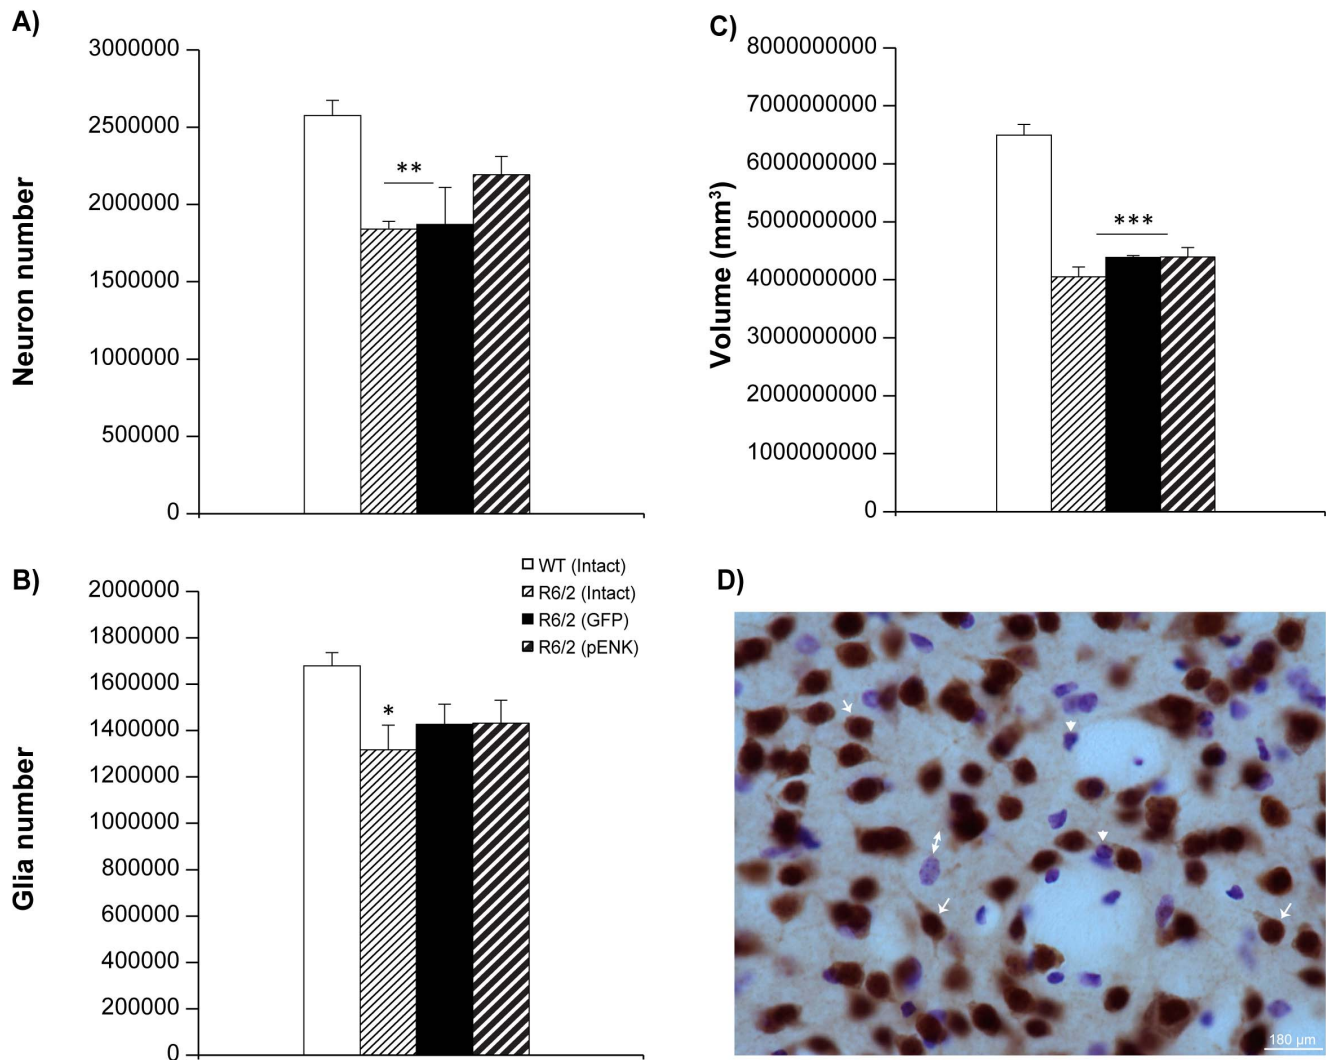 A)
3000000
2500000
2000000
1500000
1000000
500000
0
Neuron number
**
B)
2000000
1800000
1600000
1400000
1200000
1000000
800000
600000
400000
200000
0
Glia number
*
WT (Intact)
R6/2 (Intact)
R6/2 (GFP)
R6/2 (pENK)
C)
8000000000
7000000000
6000000000
5000000000
4000000000
3000000000
2000000000
1000000000
0
Volume (mm³)
***
D)
180 µm